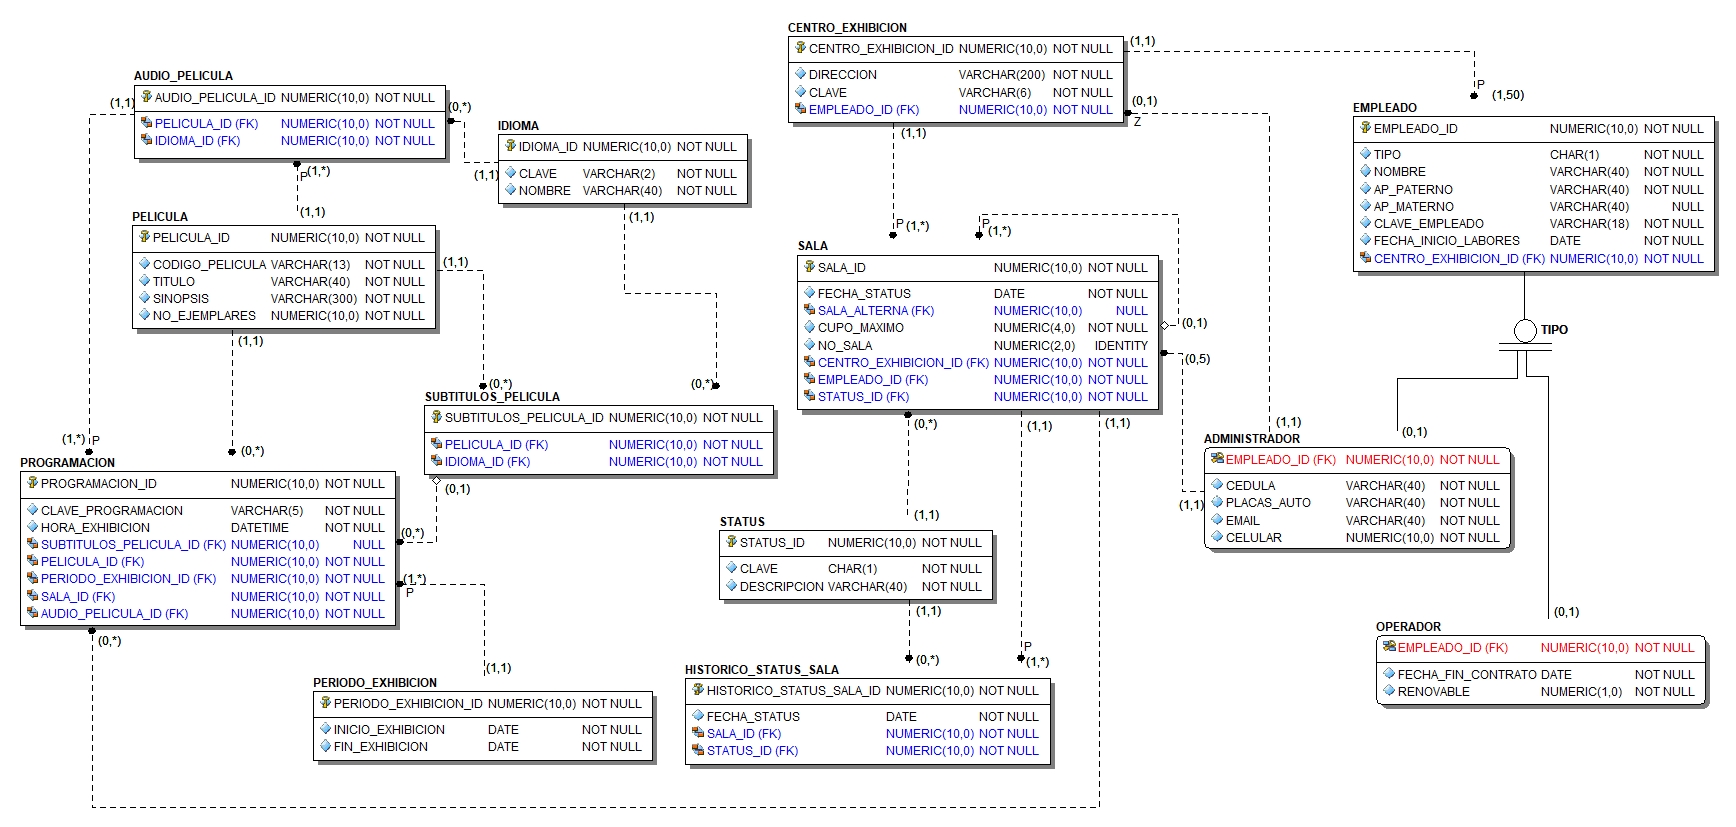 CENTRO_EXHIBICION
CENTRO_EXHIBICION_ID NUMERIC(10,0) NOT NULL
DIRECCION VARCHAR(200) NOT NULL
CLAVE VARCHAR(6) NOT NULL
EMPLEADO_ID (FK) NUMERIC(10,0) NOT NULL
(1,1)
(0,1)
Z
(1,1)
P
(1,50)
AUDIO_PELICULA
AUDIO_PELICULA_ID NUMERIC(10,0) NOT NULL
PELICULA_ID (FK) NUMERIC(10,0) NOT NULL
IDIOMA_ID (FK) NUMERIC(10,0) NOT NULL
(1,1)
(0,*)
P
(1,*)
(1,1)
IDIOMA
IDIOMA_ID NUMERIC(10,0) NOT NULL
CLAVE VARCHAR(2) NOT NULL
NOMBRE VARCHAR(40) NOT NULL
(1,1)
(1,1)
EMPLEADO
EMPLEADO_ID NUMERIC(10,0) NOT NULL
TIPO CHAR(1) NOT NULL
NOMBRE VARCHAR(40) NOT NULL
AP_PATERNO VARCHAR(40) NOT NULL
AP_MATERNO VARCHAR(40) NULL
CLAVE_EMPLEADO VARCHAR(18) NOT NULL
FECHA_INICIO_LABORES DATE NOT NULL
CENTRO_EXHIBICION_ID (FK) NUMERIC(10,0) NOT NULL
TIPO
PELICULA
PELICULA_ID NUMERIC(10,0) NOT NULL
CODIGO_PELICULA VARCHAR(13) NOT NULL
TITULO VARCHAR(40) NOT NULL
SINOPSIS VARCHAR(300) NOT NULL
NO_EJEMPLARES NUMERIC(10,0) NOT NULL
(1,1)
(1,1)
P
(1,*)
P
(1,*)
SALA
SALA_ID NUMERIC(10,0) NOT NULL
FECHA_STATUS DATE NOT NULL
SALA_ALTERNA (FK) NUMERIC(10,0) NULL
CUPO_MAXIMO NUMERIC(4,0) NOT NULL
NO_SALA NUMERIC(2,0) IDENTITY
CENTRO_EXHIBICION_ID (FK) NUMERIC(10,0) NOT NULL
EMPLEADO_ID (FK) NUMERIC(10,0) NOT NULL
STATUS_ID (FK) NUMERIC(10,0) NOT NULL
(0,1)
(0,5)
(0,*)
(1,1)
(1,1)
(0,*)
(0,*)
SUBTITULOS_PELICULA
SUBTITULOS_PELICULA_ID NUMERIC(10,0) NOT NULL
PELICULA_ID (FK) NUMERIC(10,0) NOT NULL
IDIOMA_ID (FK) NUMERIC(10,0) NOT NULL
(0,1)
(0,1)
(1,1)
ADMINISTRADOR
EMPLEADO_ID (FK) NUMERIC(10,0) NOT NULL
CEDULA VARCHAR(40) NOT NULL
PLACAS_AUTO VARCHAR(40) NOT NULL
EMAIL VARCHAR(40) NOT NULL
CELULAR NUMERIC(10,0) NOT NULL
(1,1)
(1,*)
P
(0,*)
PROGRAMACION
PROGRAMACION_ID NUMERIC(10,0) NOT NULL
CLAVE_PROGRAMACION VARCHAR(5) NOT NULL
HORA_EXHIBICION DATETIME NOT NULL
SUBTITULOS_PELICULA_ID (FK) NUMERIC(10,0) NULL
PELICULA_ID (FK) NUMERIC(10,0) NOT NULL
PERIODO_EXHIBICION_ID (FK) NUMERIC(10,0) NOT NULL
SALA_ID (FK) NUMERIC(10,0) NOT NULL
AUDIO_PELICULA_ID (FK) NUMERIC(10,0) NOT NULL
(0,*)
(1,*)
P
(0,*)
(1,1)
(1,1)
STATUS
STATUS_ID NUMERIC(10,0) NOT NULL
CLAVE CHAR(1) NOT NULL
DESCRIPCION VARCHAR(40) NOT NULL
(1,1)
(0,*)
P
(1,*)
(0,1)
OPERADOR
EMPLEADO_ID (FK) NUMERIC(10,0) NOT NULL
FECHA_FIN_CONTRATO DATE NOT NULL
RENOVABLE NUMERIC(1,0) NOT NULL
PERIODO_EXHIBICION
PERIODO_EXHIBICION_ID NUMERIC(10,0) NOT NULL
INICIO_EXHIBICION DATE NOT NULL
FIN_EXHIBICION DATE NOT NULL
HISTORICO_STATUS_SALA
HISTORICO_STATUS_SALA_ID NUMERIC(10,0) NOT NULL
FECHA_STATUS DATE NOT NULL
SALA_ID (FK) NUMERIC(10,0) NOT NULL
STATUS_ID (FK) NUMERIC(10,0) NOT NULL